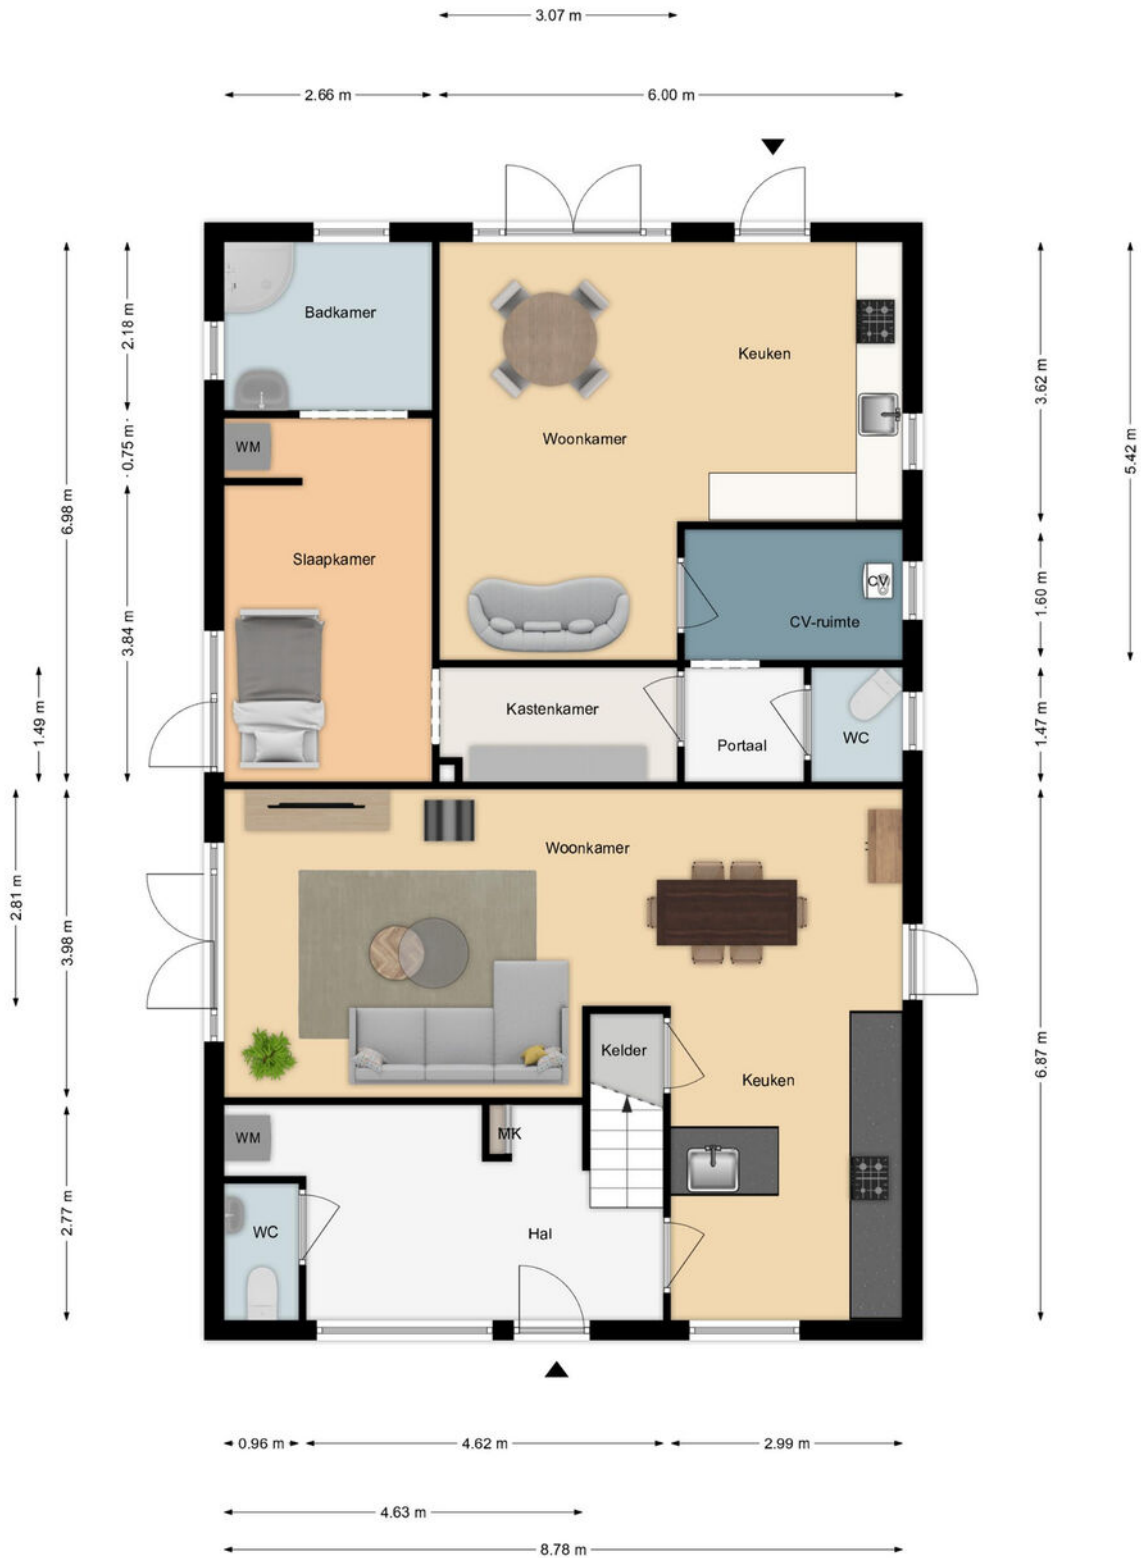 3.07 m
2.66 m
6.00 m
Badkamer
2.18 m
Keuken
3.62 m
Woonkamer
5.42 m
0.75 m
WM
6.98 m
Slaapkamer
CV
1.60 m
CV-ruimte
3.84 m
1.49 m
Kastenkamer
Portaal
WC
1.47 m
Woonkamer
2.81 m
3.98 m
Kelder
Keuken
6.87 m
WM
MK
2.77 m
WC
Hal
0.96 m
4.62 m
2.99 m
4.63 m
8.78 m